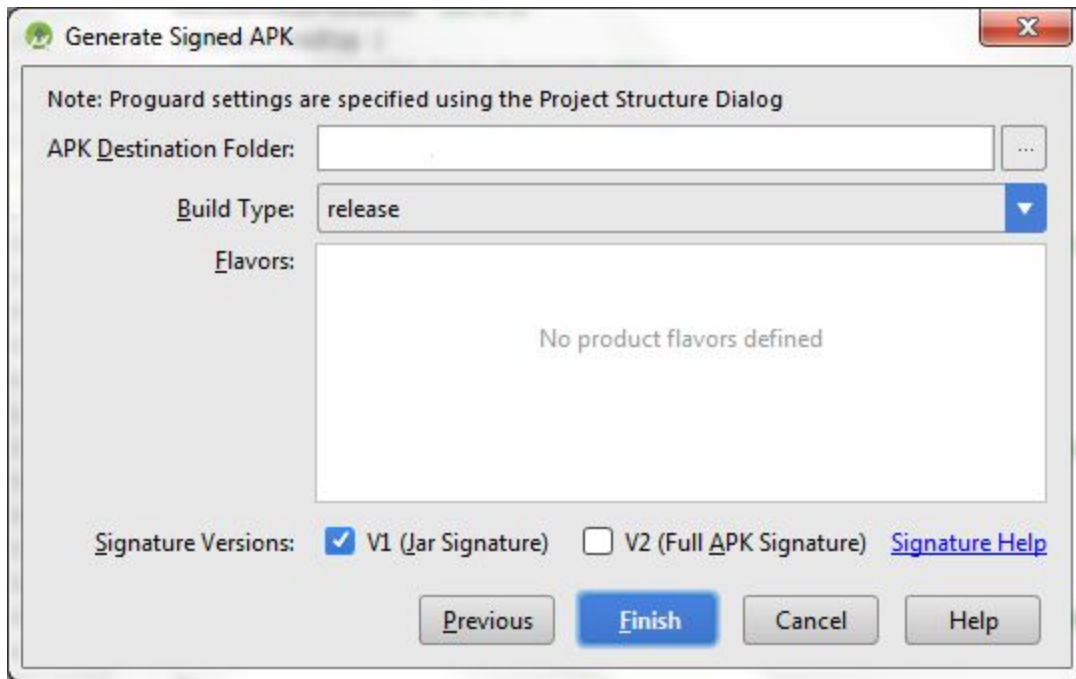 Generate Signed APK
Note: Proguard settings are specified using the Project Structure Dialog
APK Destination Folder: ...
Build Type: release
Flavors:
No product flavors defined
Signature Versions: V1 (Jar Signature) V2 (Full APK Signature) Signature Help
Previous Finish Cancel Help